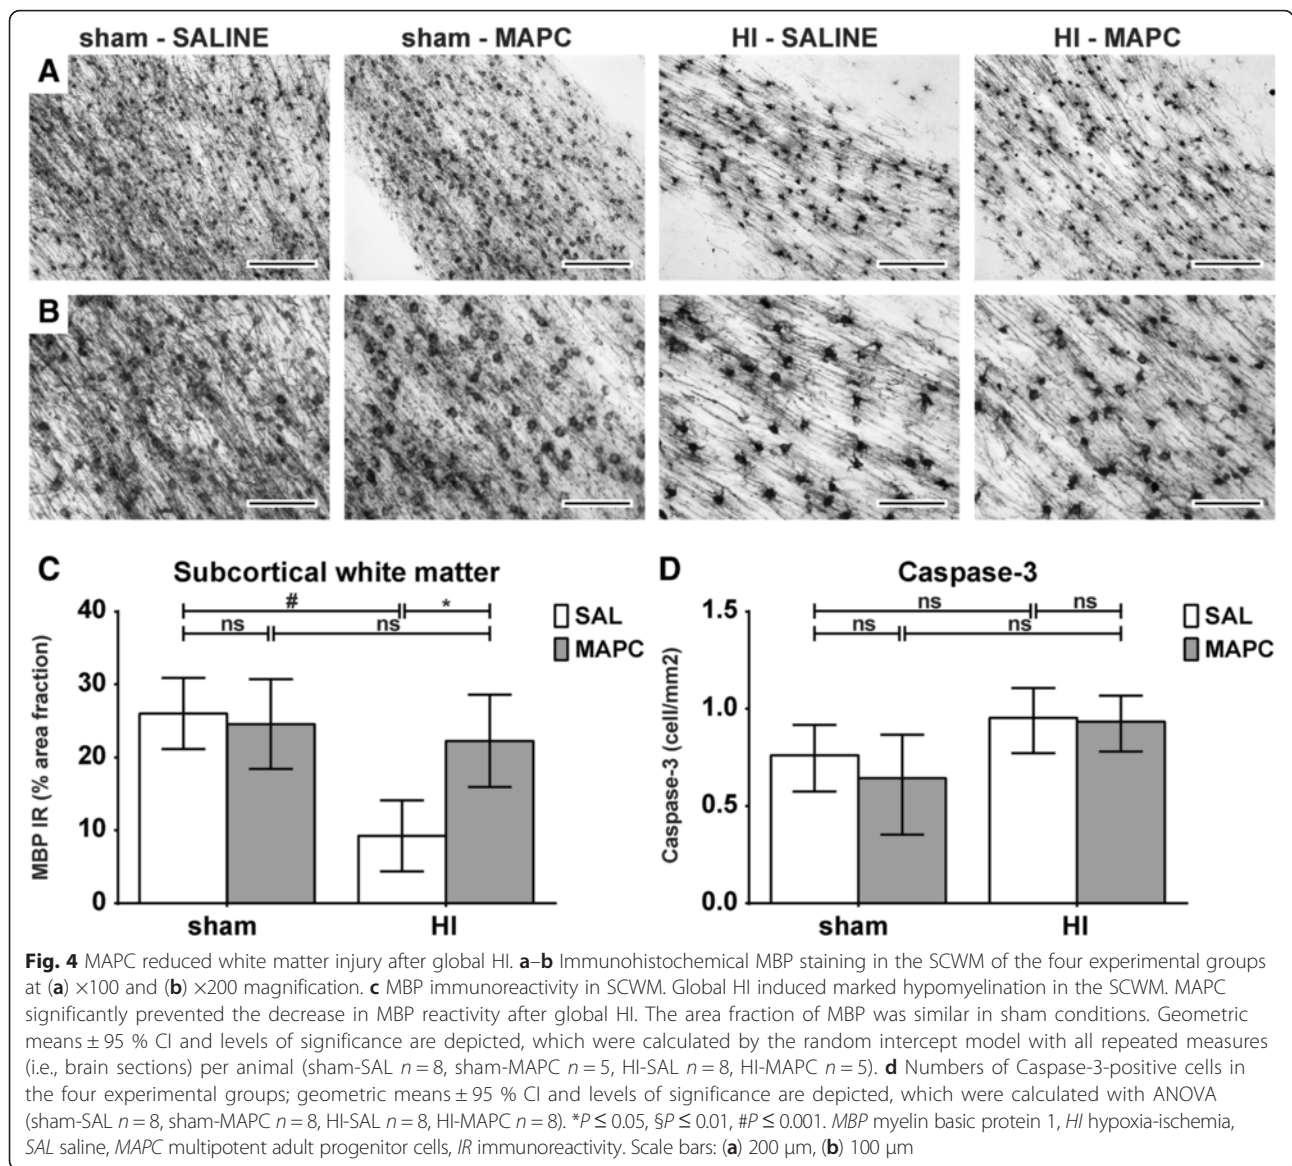 sham - SALINE sham - MAPC HI - SALINE HI - MAPC
A
B
C Subcortical white matter
# *
ns ns
SAL
MAPC
MBP IR (% area fraction)
40
30
20
10
0
sham HI
D Caspase-3
ns ns
ns ns
SAL
MAPC
Caspase-3 (cell/mm2)
1.5
1.0
0.5
0.0
sham HI
Fig. 4 MAPC reduced white matter injury after global HI. a–b Immunohistochemical MBP staining in the SCWM of the four experimental groups
at (a) ×100 and (b) ×200 magnification. c MBP immunoreactivity in SCWM. Global HI induced marked hypomyelination in the SCWM. MAPC
significantly prevented the decrease in MBP reactivity after global HI. The area fraction of MBP was similar in sham conditions. Geometric
means ± 95 % CI and levels of significance are depicted, which were calculated by the random intercept model with all repeated measures
(i.e., brain sections) per animal (sham-SAL n = 8, sham-MAPC n = 5, HI-SAL n = 8, HI-MAPC n = 5). d Numbers of Caspase-3-positive cells in
the four experimental groups; geometric means ± 95 % CI and levels of significance are depicted, which were calculated with ANOVA
(sham-SAL n = 8, sham-MAPC n = 8, HI-SAL n = 8, HI-MAPC n = 8). *P ≤ 0.05, §P ≤ 0.01, #P ≤ 0.001. MBP myelin basic protein 1, HI hypoxia-ischemia,
SAL saline, MAPC multipotent adult progenitor cells, IR immunoreactivity. Scale bars: (a) 200 μm, (b) 100 μm